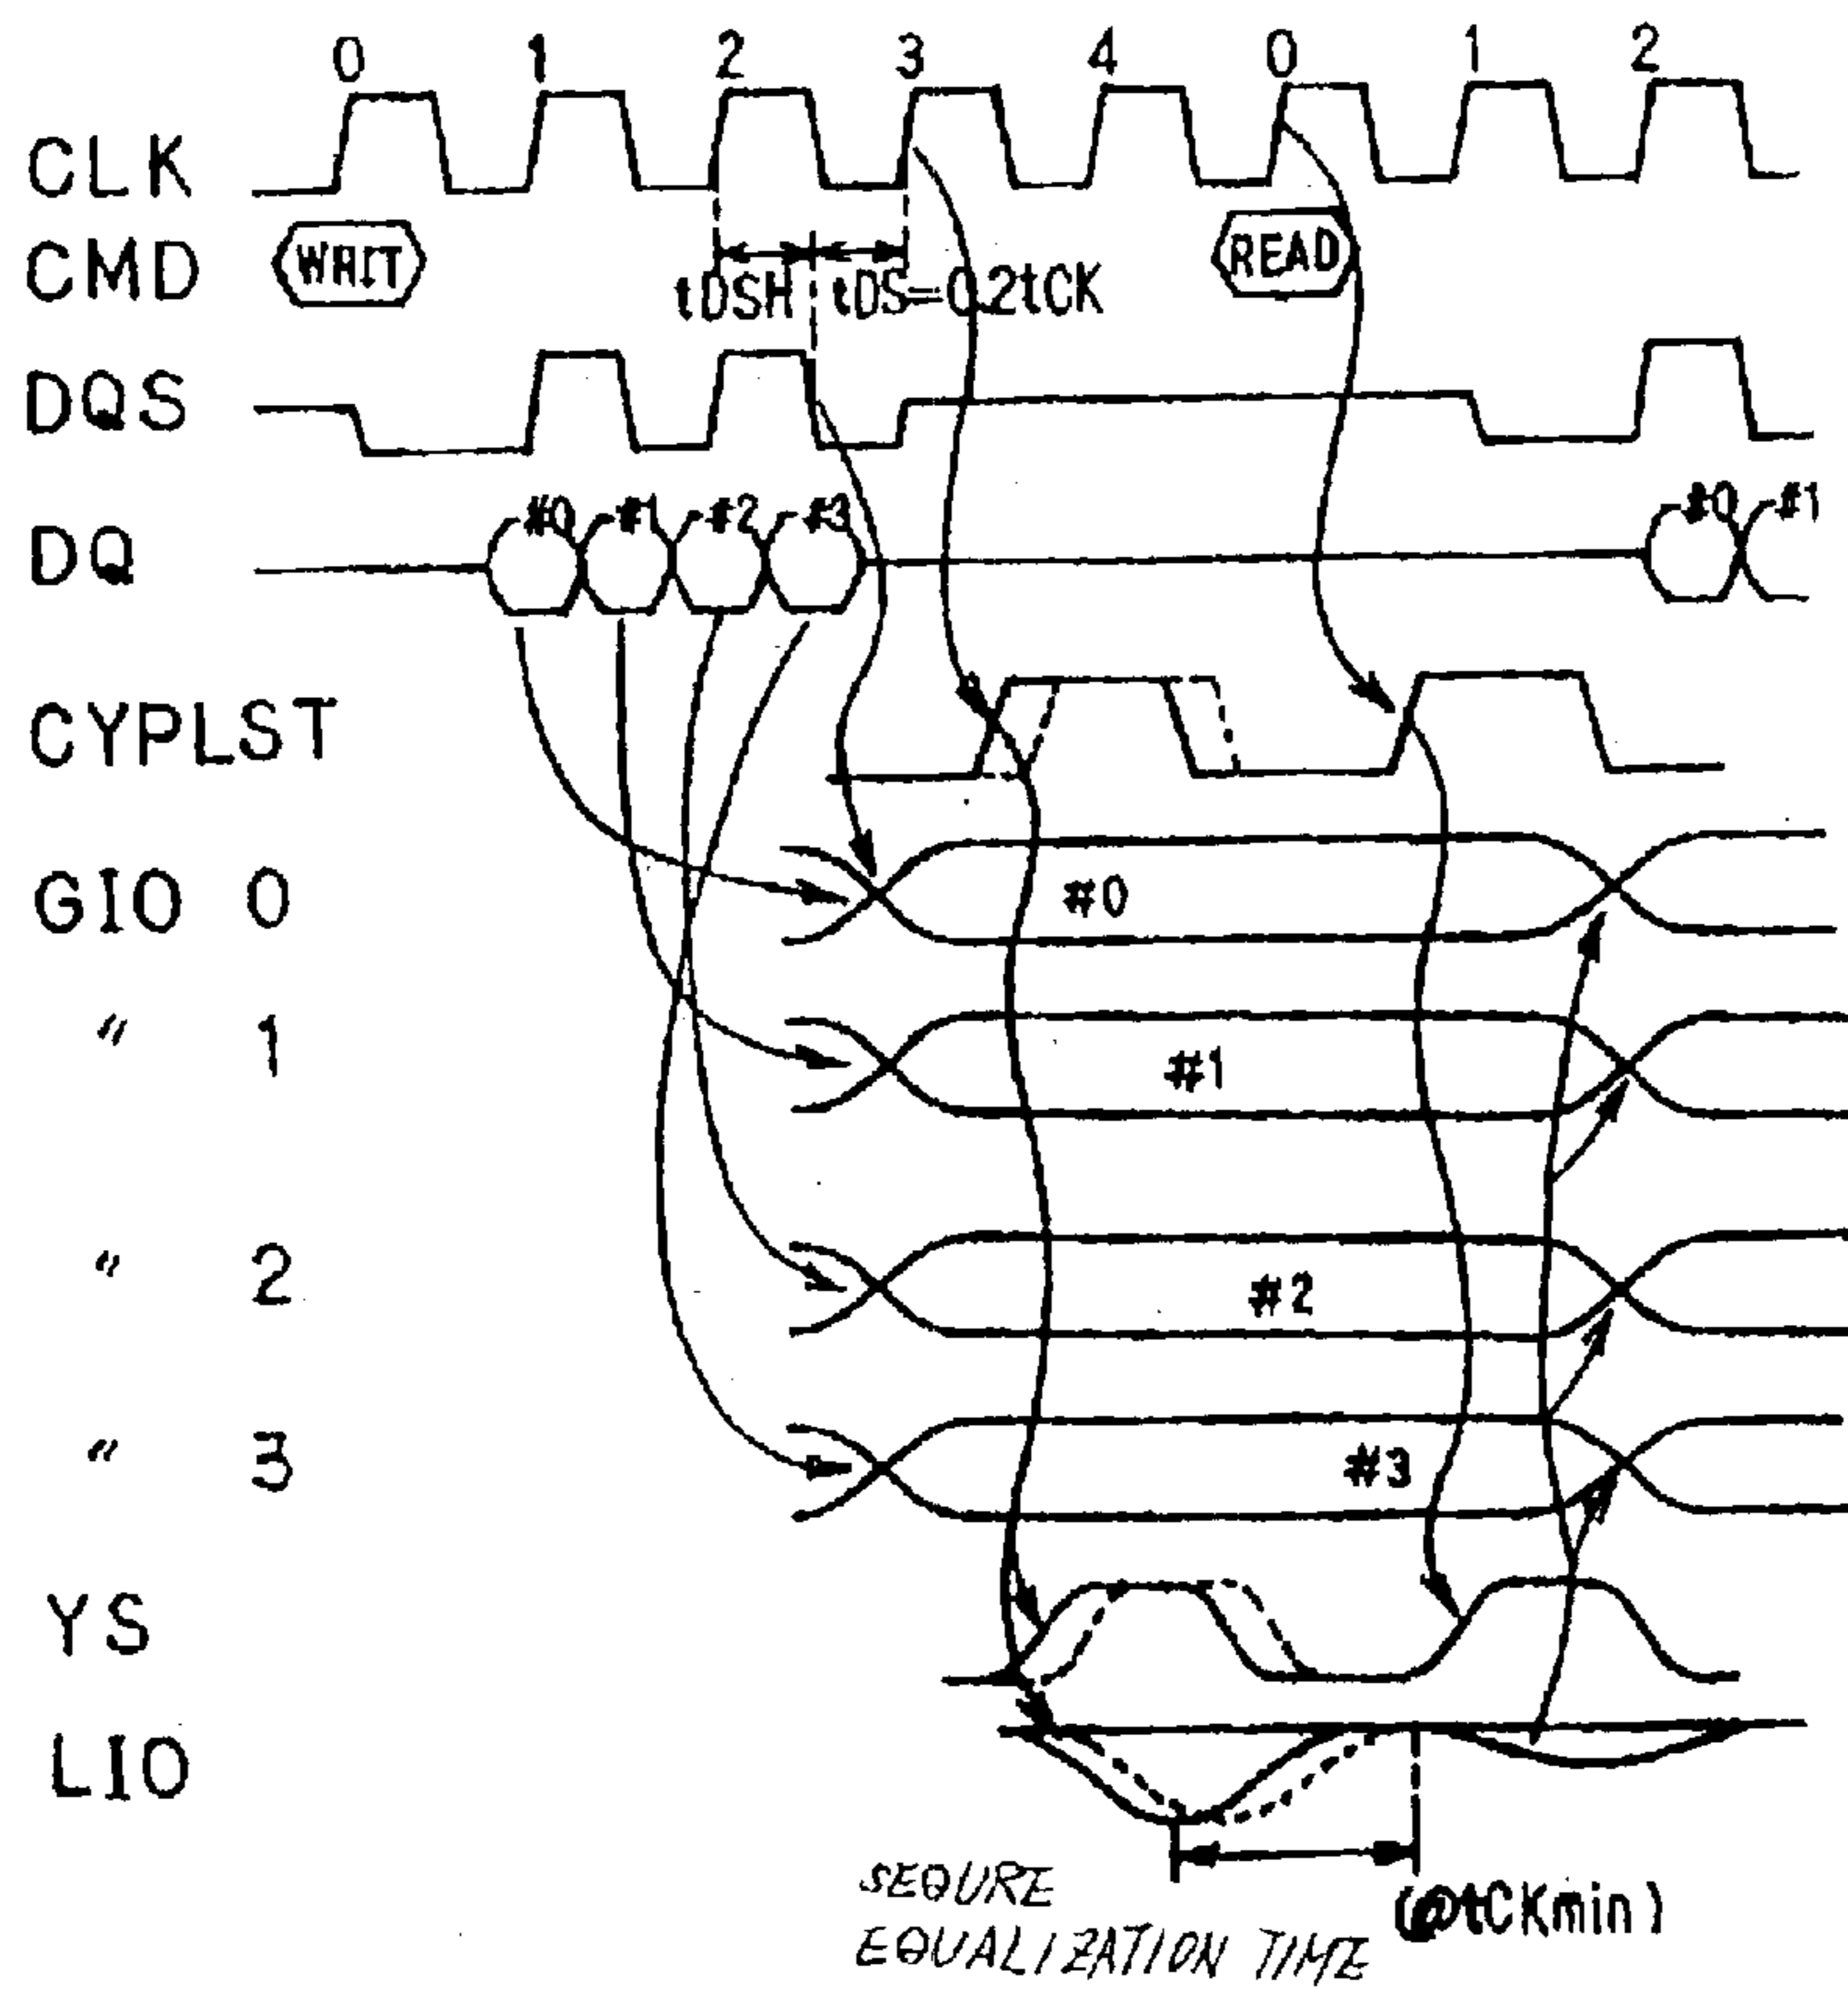 0 1 2 3 4 0 1 2
CLK
CMD WAIT READ
tDSH tDS=0.2tCK
DQS
DQ #0 #1 #2 #3 #0 #1
CYPLST
GIO 0 #0
〃 1 #1
〃 2 #2
〃 3 #3
YS
LIO
SEQURE
EQUALIZATION TIME
(@tCKmin)